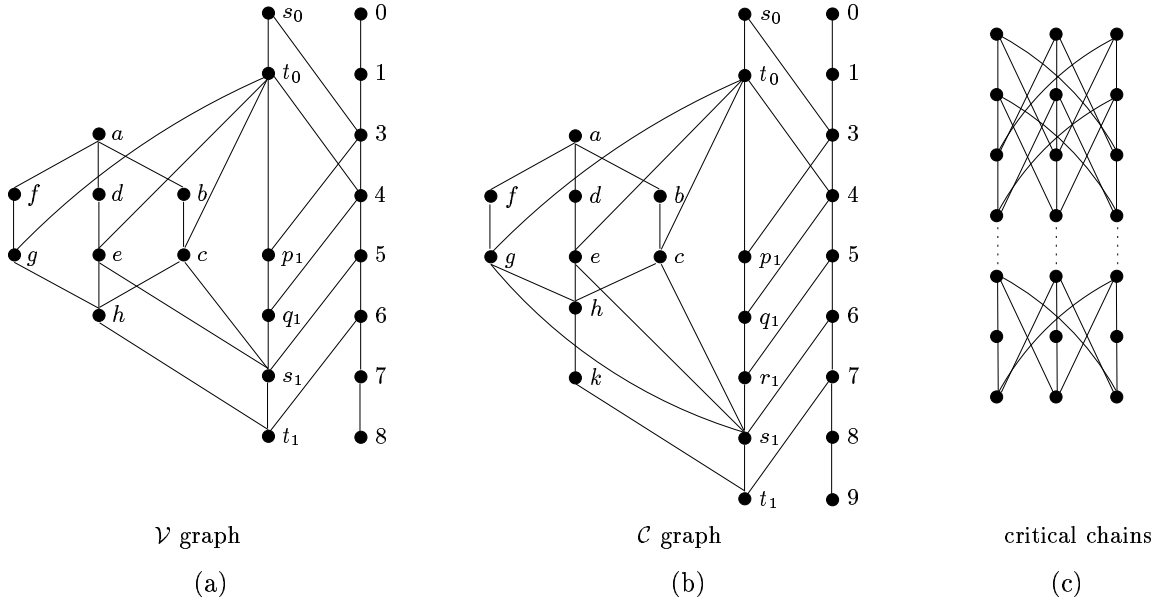 s₀ 0
t₀ 1
a 3
f d b 4
g e c p₁ 5
h q₁ 6
s₁ 7
t₁ 8
𝒱 graph
(a)
s₀ 0
t₀ 1
a 3
f d b 4
g e c p₁ 5
h q₁ 6
k r₁ 7
s₁ 8
t₁ 9
𝒞 graph
(b)
critical chains
(c)